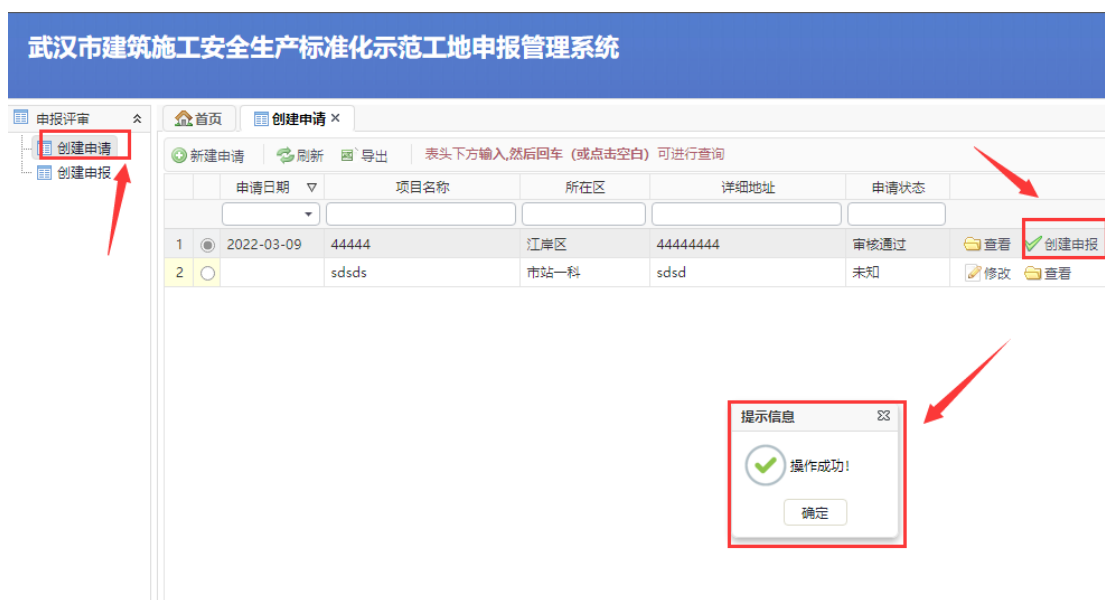 武汉市建筑施工安全生产标准化示范工地申报管理系统
申报评审
创建申请
创建申报
首页 创建申请 ×
新建申请 刷新 导出 表头下方输入,然后回车（或点击空白）可进行查询
申请日期 项目名称 所在区 详细地址 申请状态
1 2022-03-09 44444 江岸区 44444444 审核通过 查看 创建申报
2 sdsds 市站一科 sdsd 未知 修改 查看
提示信息
操作成功!
确定